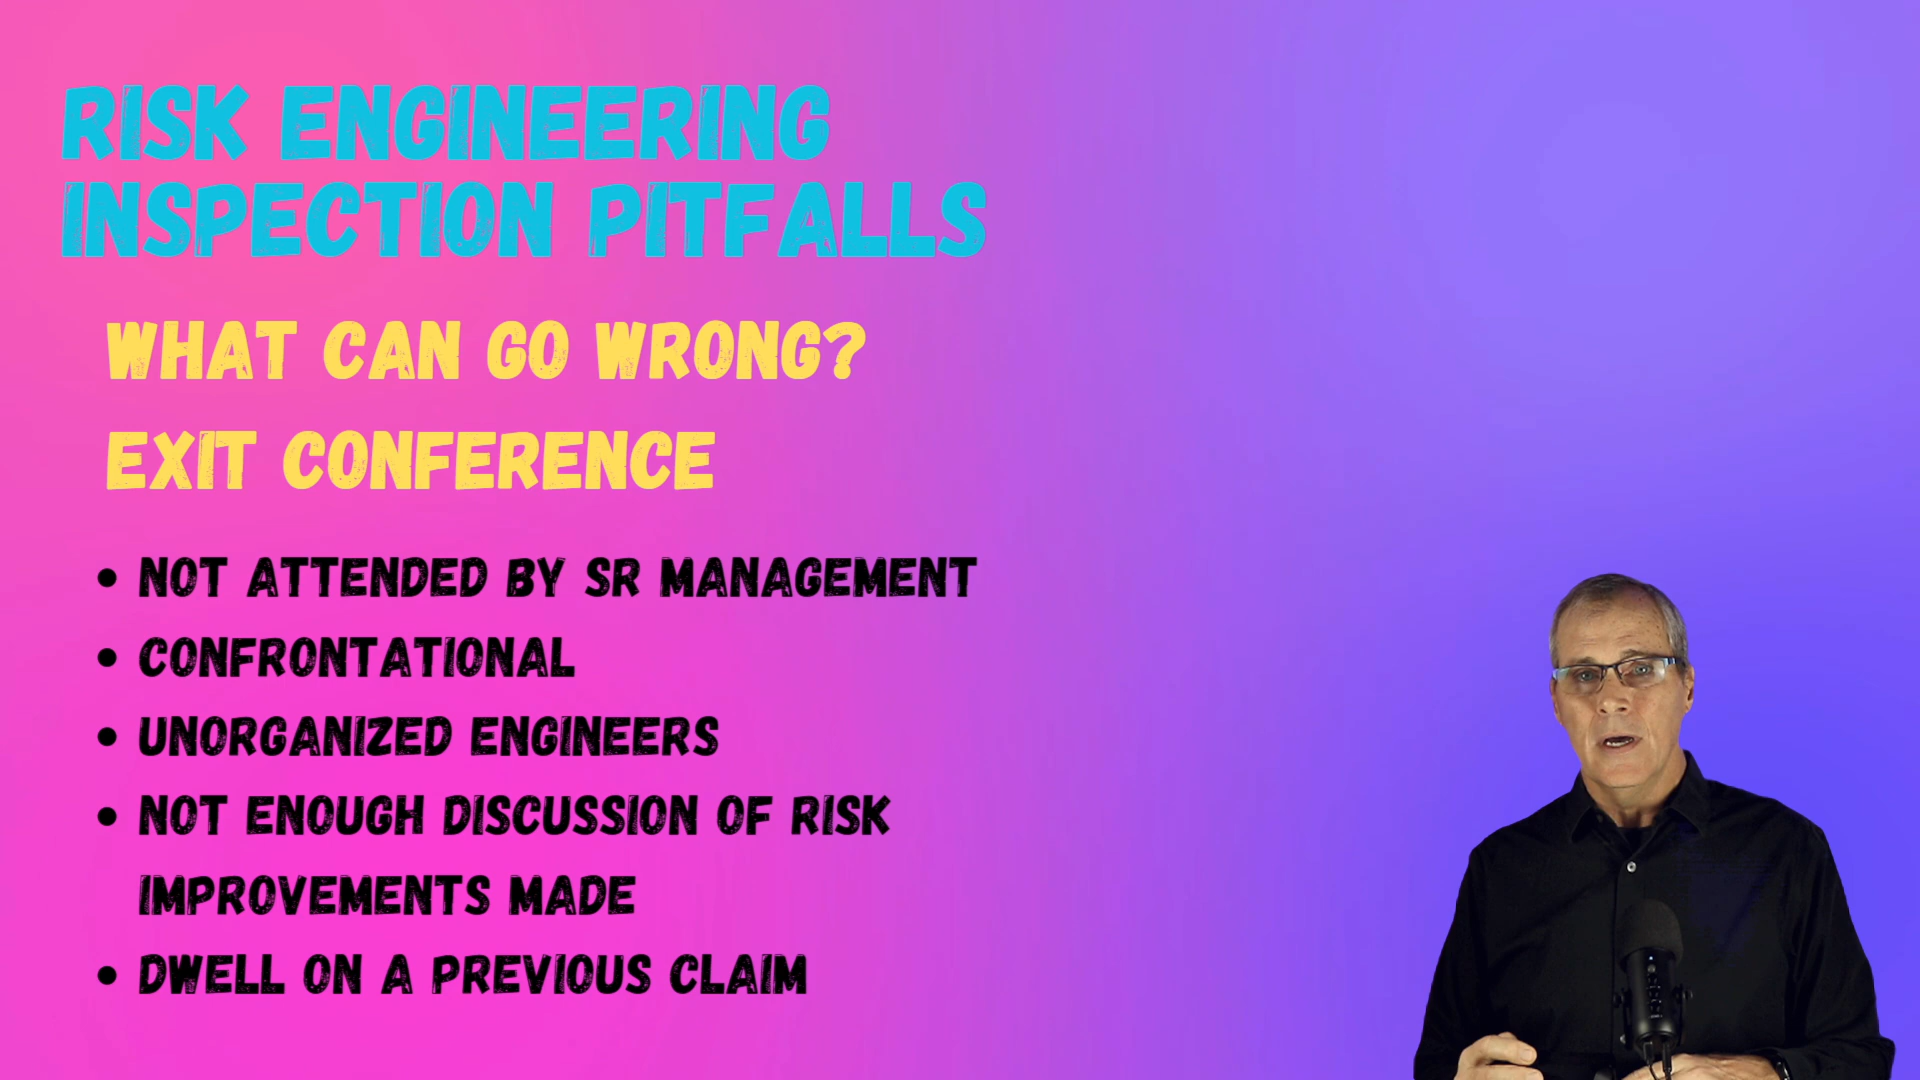 RISK ENGINEERING
INSPECTION PITFALLS
WHAT CAN GO WRONG?
EXIT CONFERENCE
• NOT ATTENDED BY SR MANAGEMENT
• CONFRONTATIONAL
• UNORGANIZED ENGINEERS
• NOT ENOUGH DISCUSSION OF RISK
IMPROVEMENTS MADE
• DWELL ON A PREVIOUS CLAIM